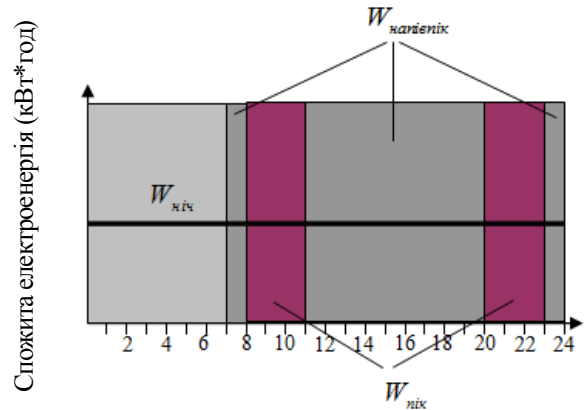 W напівпік
Спожита електроенергія (кВт*год)
W ніч
2 4 6 8 10 12 14 16 18 20 22 24
W пік